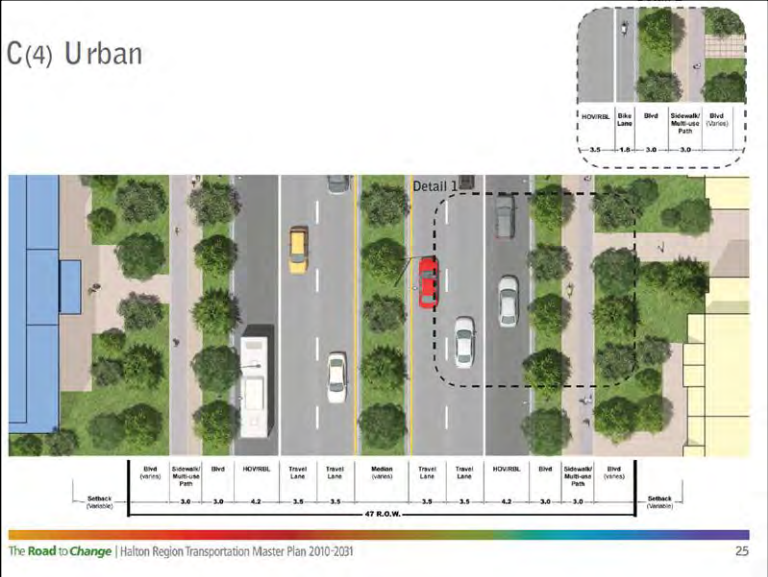 C(4) Urban
HOV/RBL
Bike
Lane
Blvd
Sidewalk/
Multi-use
Path
Blvd
(Varies)
3.5
1.8
3.0
3.0
Detail 1
Setback
(Variable)
Blvd
(varies)
Sidewalk/
Multi-use
Path
3.0
Blvd
3.0
HOV/RBL
4.2
Travel
Lane
3.5
Travel
Lane
3.5
Median
(varies)
Travel
Lane
3.5
Travel
Lane
3.5
HOV/RBL
4.2
Blvd
3.0
Sidewalk/
Multi-use
Path
3.0
Blvd
(varies)
Setback
(Variable)
47 R.O.W.
The Road to Change | Halton Region Transportation Master Plan 2010-2031
25